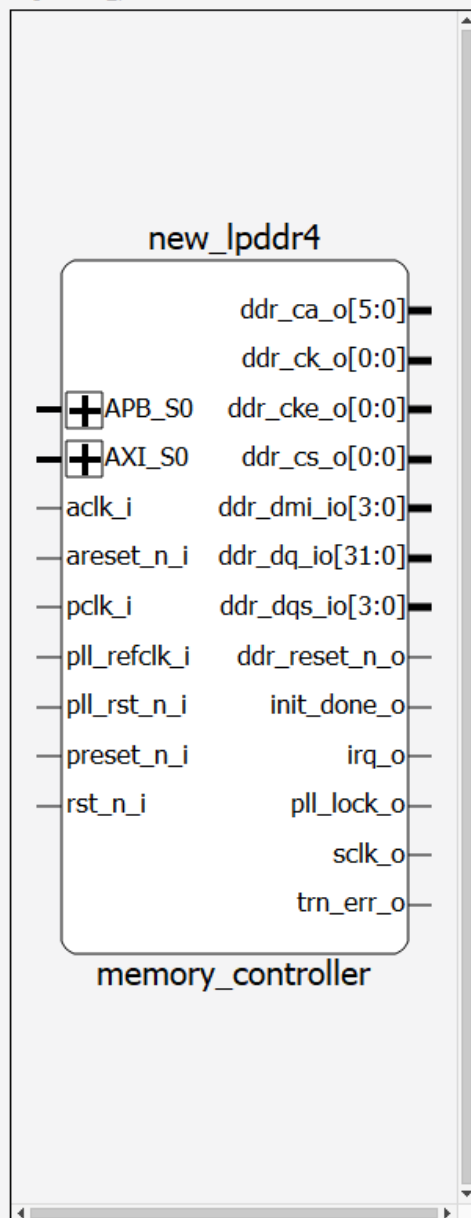 new_lpddr4
ddr_ca_o[5:0]
ddr_ck_o[0:0]
APB_S0 ddr_cke_o[0:0]
AXI_S0 ddr_cs_o[0:0]
aclk_i ddr_dmi_io[3:0]
areset_n_i ddr_dq_io[31:0]
pclk_i ddr_dqs_io[3:0]
pll_refclk_i ddr_reset_n_o
pll_rst_n_i init_done_o
preset_n_i irq_o
rst_n_i pll_lock_o
sclk_o
trn_err_o
memory_controller